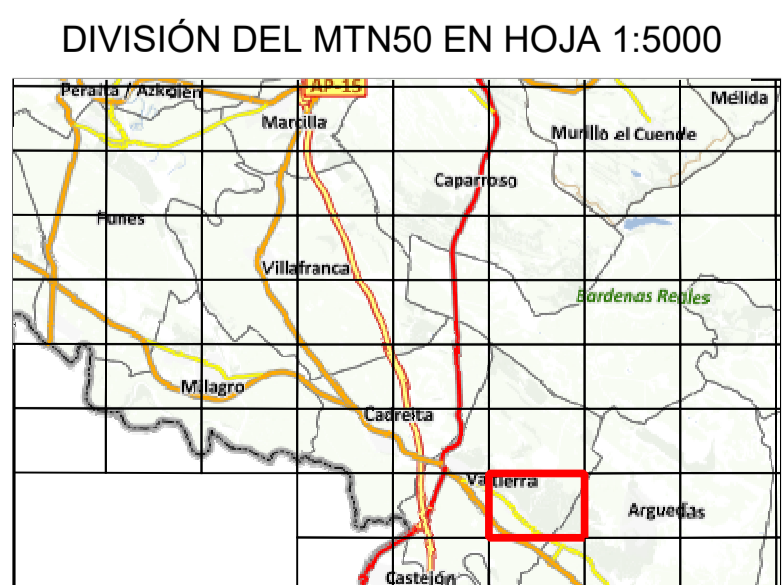 DIVISIÓN DEL MTN50 EN HOJA 1:5000
AP-15
Peralta / Azkoien
Mélida
Marcilla
Murillo el Cuende
Caparroso
Funes
Villafranca
Bardenas Reales
Milagro
Cadreita
Valtierra
Arguedas
Castejón